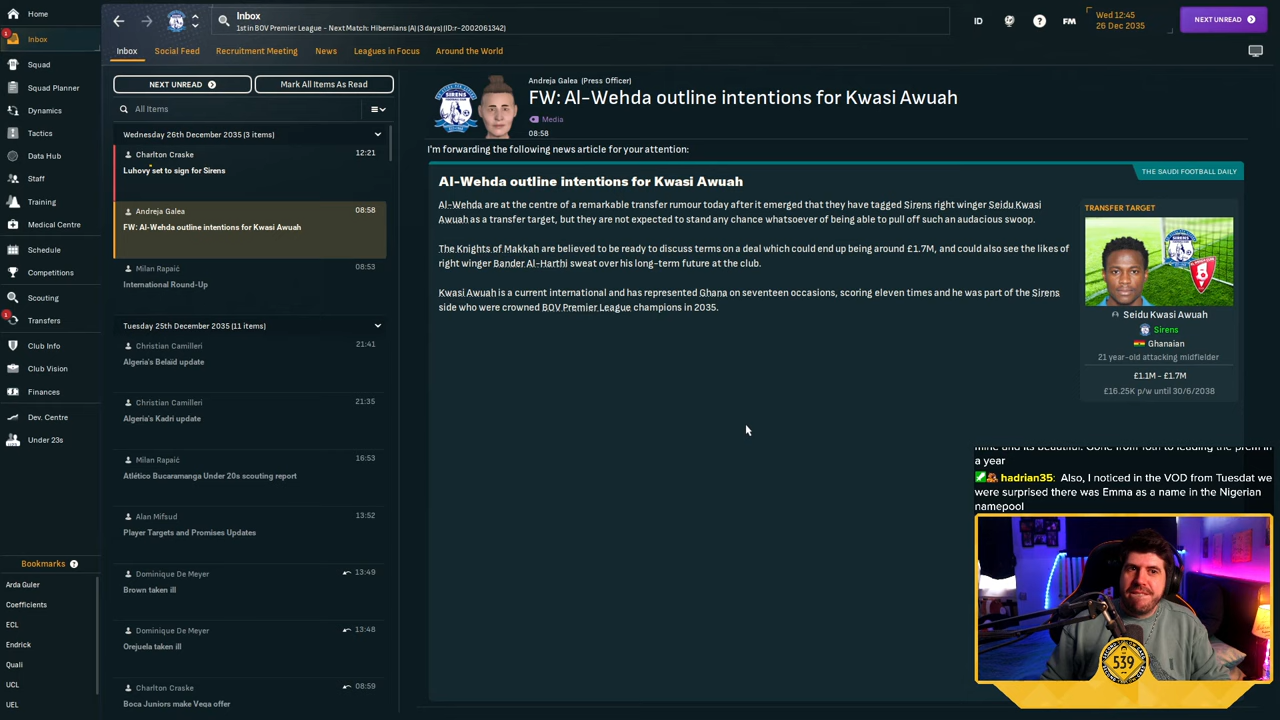 Home
Inbox
Squad
Squad Planner
Dynamics
Tactics
Data Hub
Staff
Training
Medical Centre
Schedule
Competitions
Scouting
Transfers
Club Info
Club Vision
Finances
Dev. Centre
Under 23s
Bookmarks
Arda Guler
Coefficients
ECL
Endrick
Quali
UCL
UEL
1
1
Inbox
1st in BOV Premier League - Next Match: Hibernians (A) (3 days) (ID:r-2002061342)
ID
FM
Wed 12:45
26 Dec 2035
NEXT UNREAD
Inbox
Social Feed
Recruitment Meeting
News
Leagues in Focus
Around the World
NEXT UNREAD
Mark All Items As Read
All Items
Wednesday 26th December 2035 (3 items)
Charlton Craske 12:21
Luhovy set to sign for Sirens
Andreja Galea 08:58
FW: Al-Wehda outline intentions for Kwasi Awuah
Milan Rapaić 08:53
International Round-Up
Tuesday 25th December 2035 (11 items)
Christian Camilleri 21:41
Algeria's Belaïd update
Christian Camilleri 21:35
Algeria's Kadri update
Milan Rapaić 16:53
Atlético Bucaramanga Under 20s scouting report
Alan Mifsud 13:52
Player Targets and Promises Updates
Dominique De Meyer 13:49
Brown taken ill
Dominique De Meyer 13:48
Orejuela taken ill
Charlton Craske 08:59
Boca Juniors make Vega offer
Andreja Galea (Press Officer)
FW: Al-Wehda outline intentions for Kwasi Awuah
Media
08:58
I'm forwarding the following news article for your attention:
THE SAUDI FOOTBALL DAILY
Al-Wehda outline intentions for Kwasi Awuah
Al-Wehda are at the centre of a remarkable transfer rumour today after it emerged that they have tagged Sirens right winger Seidu Kwasi
Awuah as a transfer target, but they are not expected to stand any chance whatsoever of being able to pull off such an audacious swoop.
The Knights of Makkah are believed to be ready to discuss terms on a deal which could end up being around £1.7M, and could also see the likes of
right winger Bander Al-Harthi sweat over his long-term future at the club.
Kwasi Awuah is a current international and has represented Ghana on seventeen occasions, scoring eleven times and he was part of the Sirens
side who were crowned BOV Premier League champions in 2035.
TRANSFER TARGET
Seidu Kwasi Awuah
Sirens
Ghanaian
21 year-old attacking midfielder
£1.1M - £1.7M
£16.25K p/w until 30/6/2038
a year
hadrian35: Also, I noticed in the VOD from Tuesdat we
were surprised there was Emma as a name in the Nigerian
namepool
539